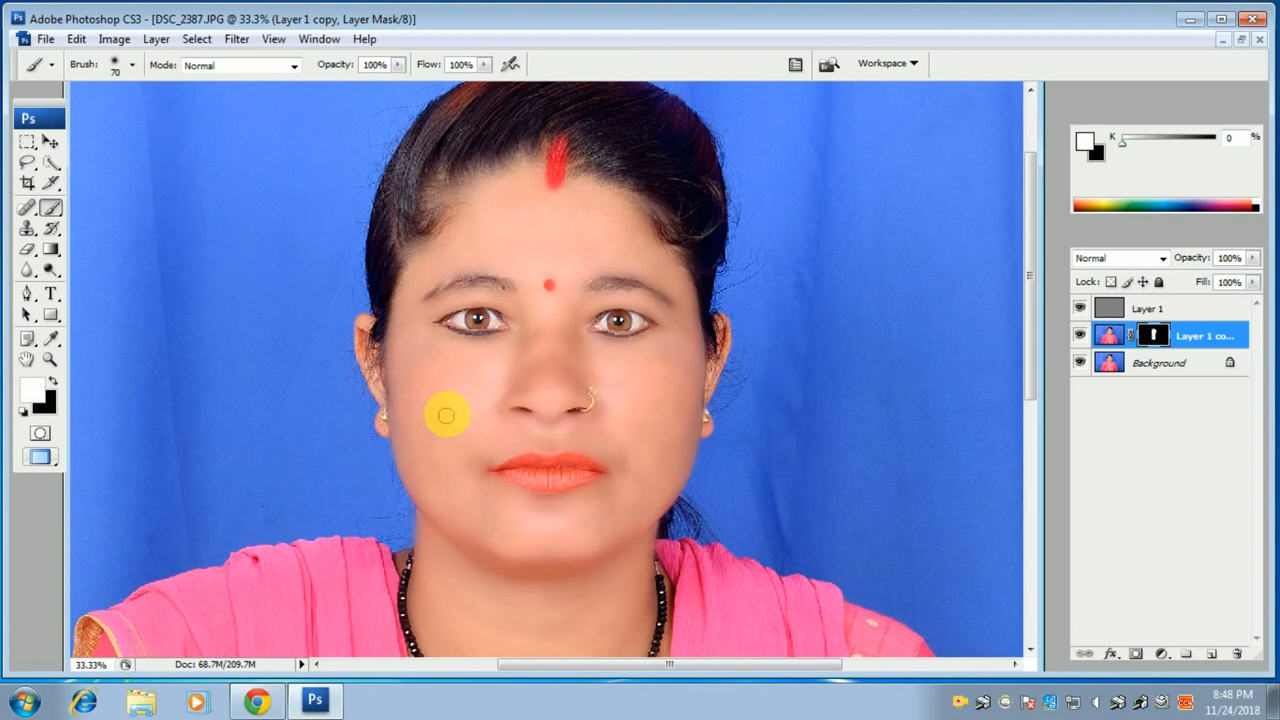 Ps Adobe Photoshop CS3 - [DSC_2387.JPG @ 33.3% (Layer 1 copy, Layer Mask/8)]
File Edit Image Layer Select Filter View Window Help
Brush: 70 Mode: Normal Opacity: 100% Flow: 100% Workspace
Ps
K 0 %
Normal Opacity: 100%
Lock: Fill: 100%
Layer 1
Layer 1 co...
Background
fx
33.33% Doc: 68.7M/209.7M
Ps
8:48 PM
11/24/2018